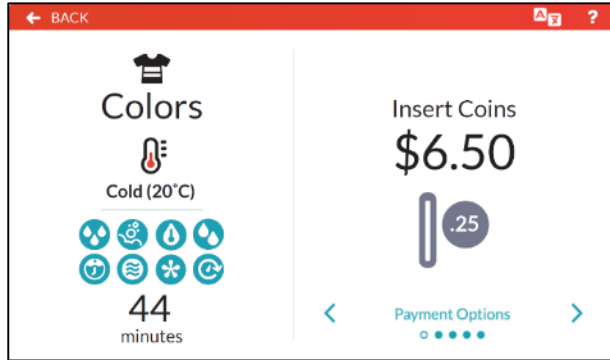 BACK
A
?
Colors
Cold (20°C)
44
minutes
Insert Coins
$6.50
.25
Payment Options